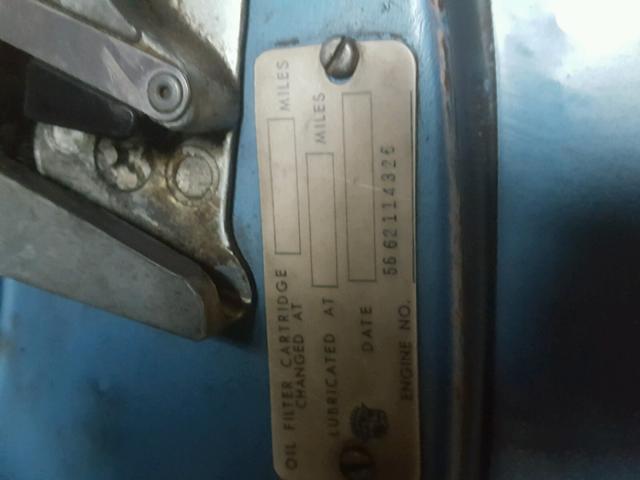 OIL FILTER CARTRIDGE MILES
CHANGED AT
LUBRICATED AT MILES
DATE
ENGINE NO. 5662114326